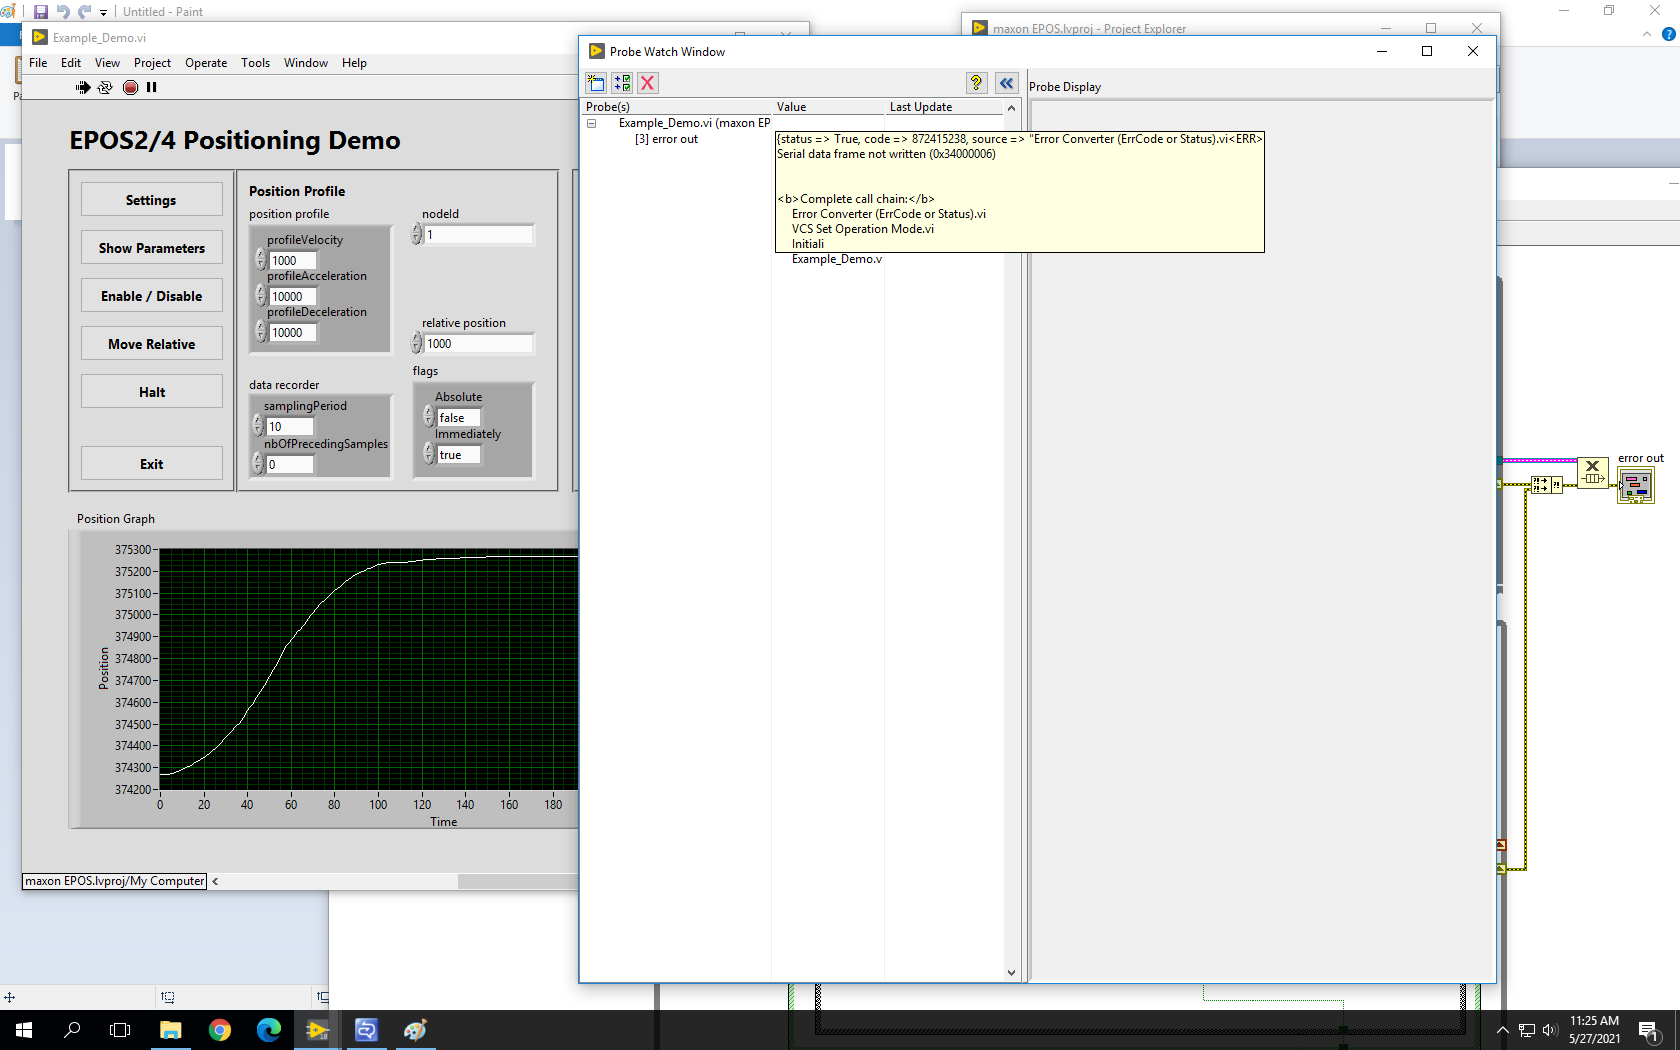 Untitled - Paint
Example_Demo.vi
File Edit View Project Operate Tools Window Help
EPOS2/4 Positioning Demo
Settings
Show Parameters
Enable / Disable
Move Relative
Halt
Exit
Position Profile
position profile
profileVelocity
1000
profileAcceleration
10000
profileDeceleration
10000
nodeId
1
relative position
1000
data recorder
samplingPeriod
10
nbOfPrecedingSamples
0
flags
Absolute
false
Immediately
true
Position Graph
375300
375200
375100
375000
374900
374800
374700
374600
374500
374400
374300
374200
Position
0 20 40 60 80 100 120 140 160 180
Time
maxon EPOS.lvproj/My Computer
maxon EPOS.lvproj - Project Explorer
Probe Watch Window
Probe(s) Value Last Update
Example_Demo.vi (maxon EP
[3] error out
{status => True, code => 872415238, source => "Error Converter (ErrCode or Status).vi<ERR>
Serial data frame not written (0x34000006)
<b>Complete call chain:</b>
Error Converter (ErrCode or Status).vi
VCS Set Operation Mode.vi
Initiali
Example_Demo.v
Probe Display
error out
11:25 AM
5/27/2021
1